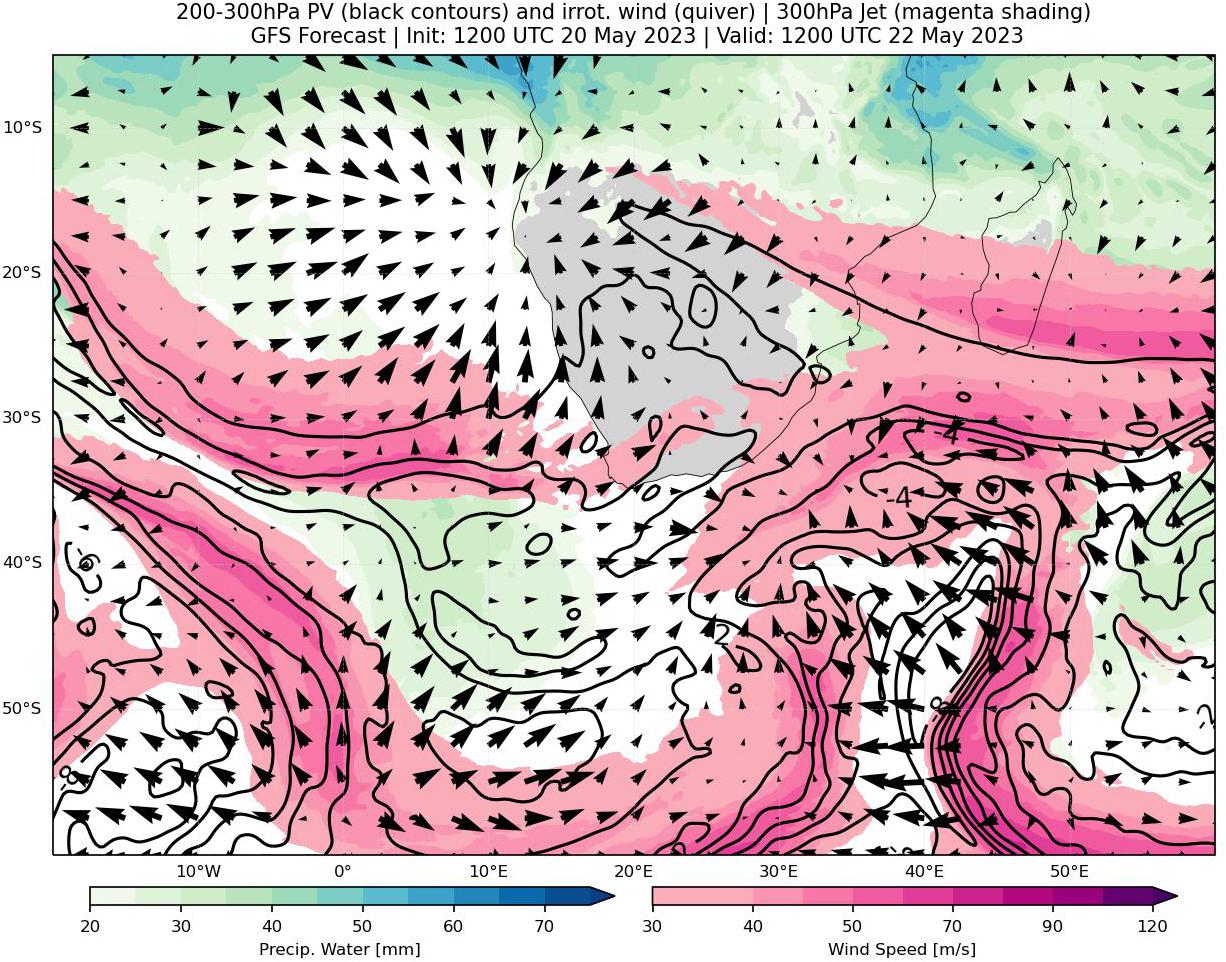 200-300hPa PV (black contours) and irrot. wind (quiver) | 300hPa Jet (magenta shading)
GFS Forecast | Init: 1200 UTC 20 May 2023 | Valid: 1200 UTC 22 May 2023
10°S
20°S
-4
30°S
-4
40°S
-6
2
50°S
-8
-8
10°W 0° 10°E 20°E 30°E 40°E 50°E
20 30 40 50 60 70
30 40 50 70 90 120
Precip. Water [mm] Wind Speed [m/s]